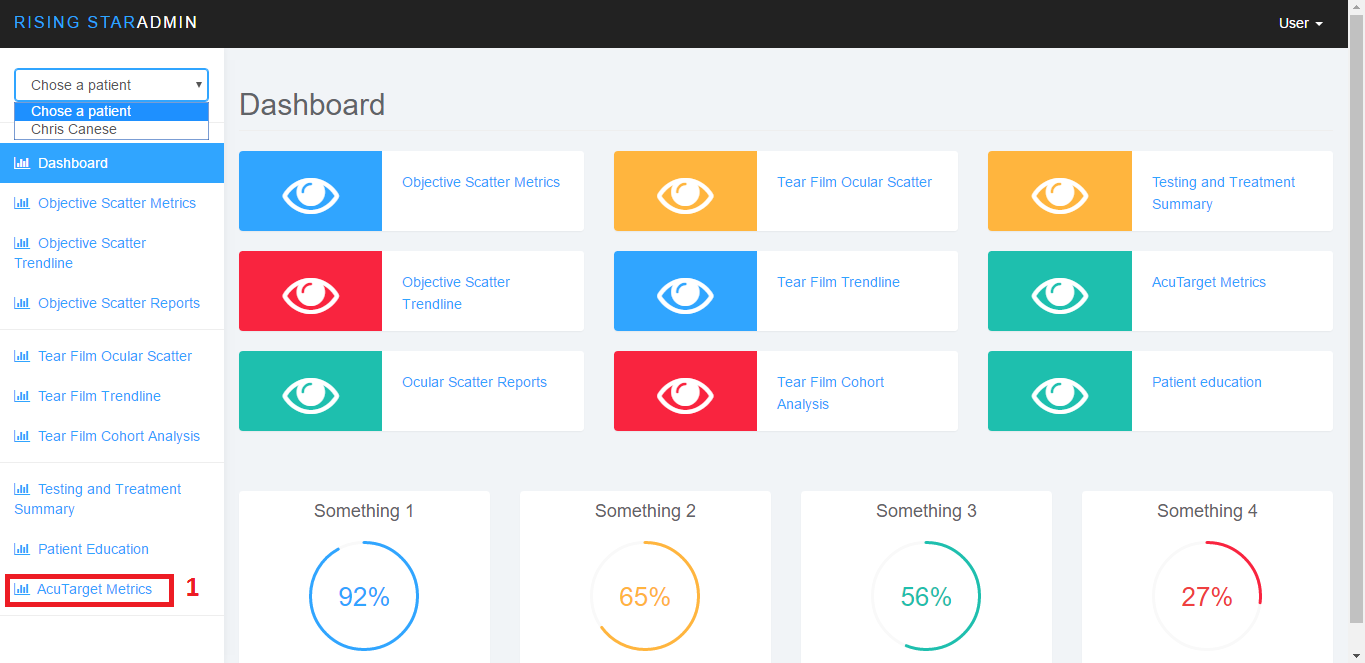 RISING STARADMIN
User
Chose a patient
Chose a patient
Chris Canese
Dashboard
Objective Scatter Metrics
Objective Scatter
Trendline
Objective Scatter Reports
Tear Film Ocular Scatter
Tear Film Trendline
Tear Film Cohort Analysis
Testing and Treatment
Summary
Patient Education
AcuTarget Metrics
1
Dashboard
Objective Scatter Metrics
Tear Film Ocular Scatter
Testing and Treatment
Summary
Objective Scatter
Trendline
Tear Film Trendline
AcuTarget Metrics
Ocular Scatter Reports
Tear Film Cohort
Analysis
Patient education
Something 1
92%
Something 2
65%
Something 3
56%
Something 4
27%